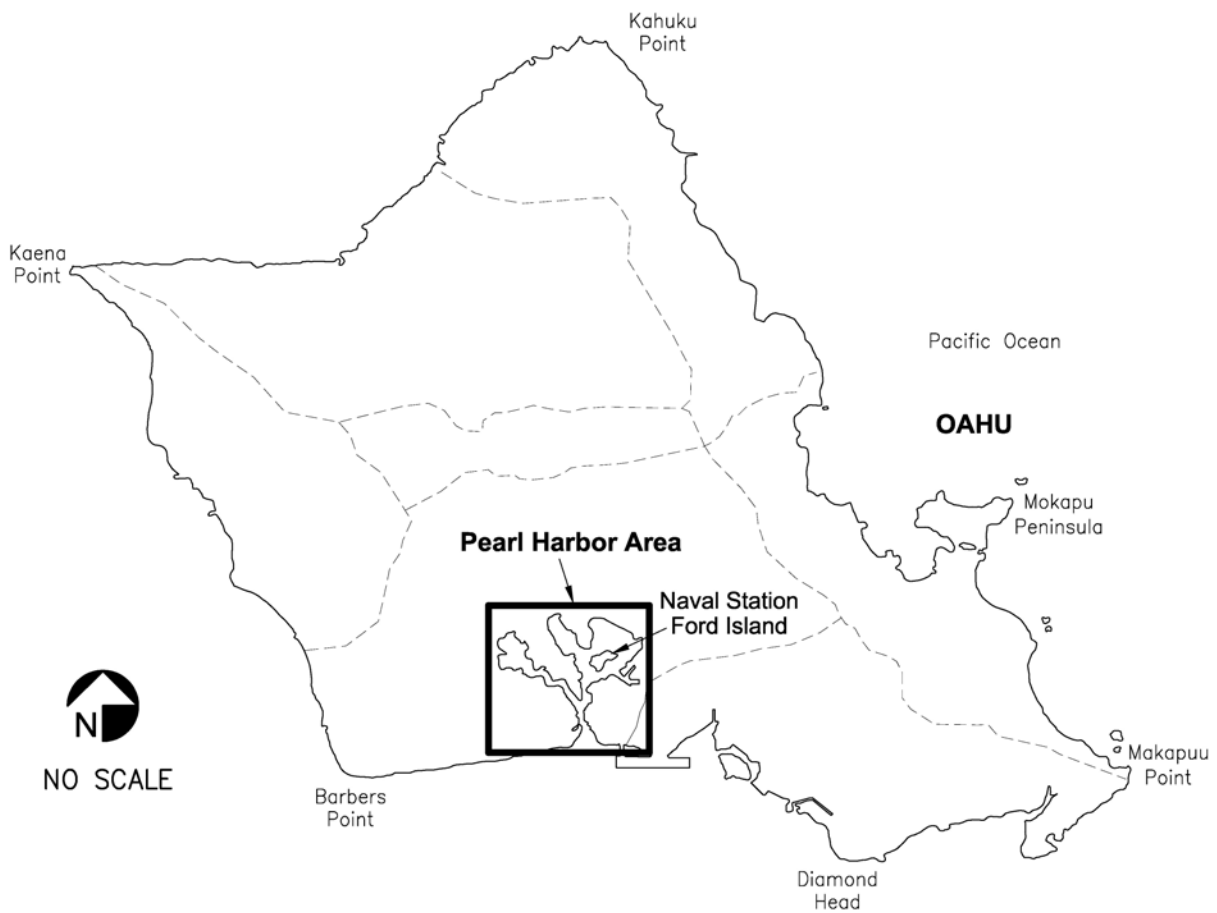 Kahuku
Point
Kaena
Point
Pacific Ocean
OAHU
Mokapu
Peninsula
Pearl Harbor Area
Naval Station
Ford Island
N
NO SCALE
Makapuu
Point
Barbers
Point
Diamond
Head